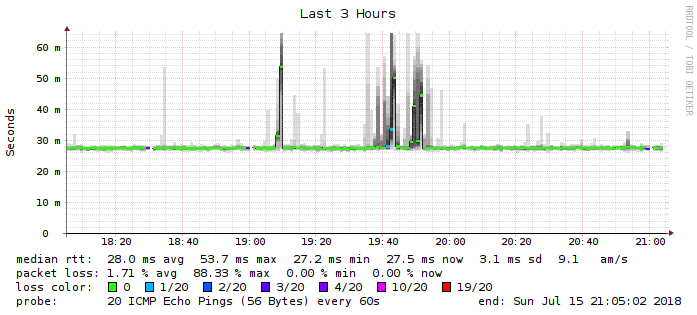 Last 3 Hours
RRDTOOL / TOBI OETIKER
Seconds
60 m
50 m
40 m
30 m
20 m
10 m
0
18:20 18:40 19:00 19:20 19:40 20:00 20:20 20:40 21:00
median rtt: 28.0 ms avg 53.7 ms max 27.2 ms min 27.5 ms now 3.1 ms sd 9.1 am/s
packet loss: 1.71 % avg 88.33 % max 0.00 % min 0.00 % now
loss color: 0 1/20 2/20 3/20 4/20 10/20 19/20
probe: 20 ICMP Echo Pings (56 Bytes) every 60s end: Sun Jul 15 21:05:02 2018